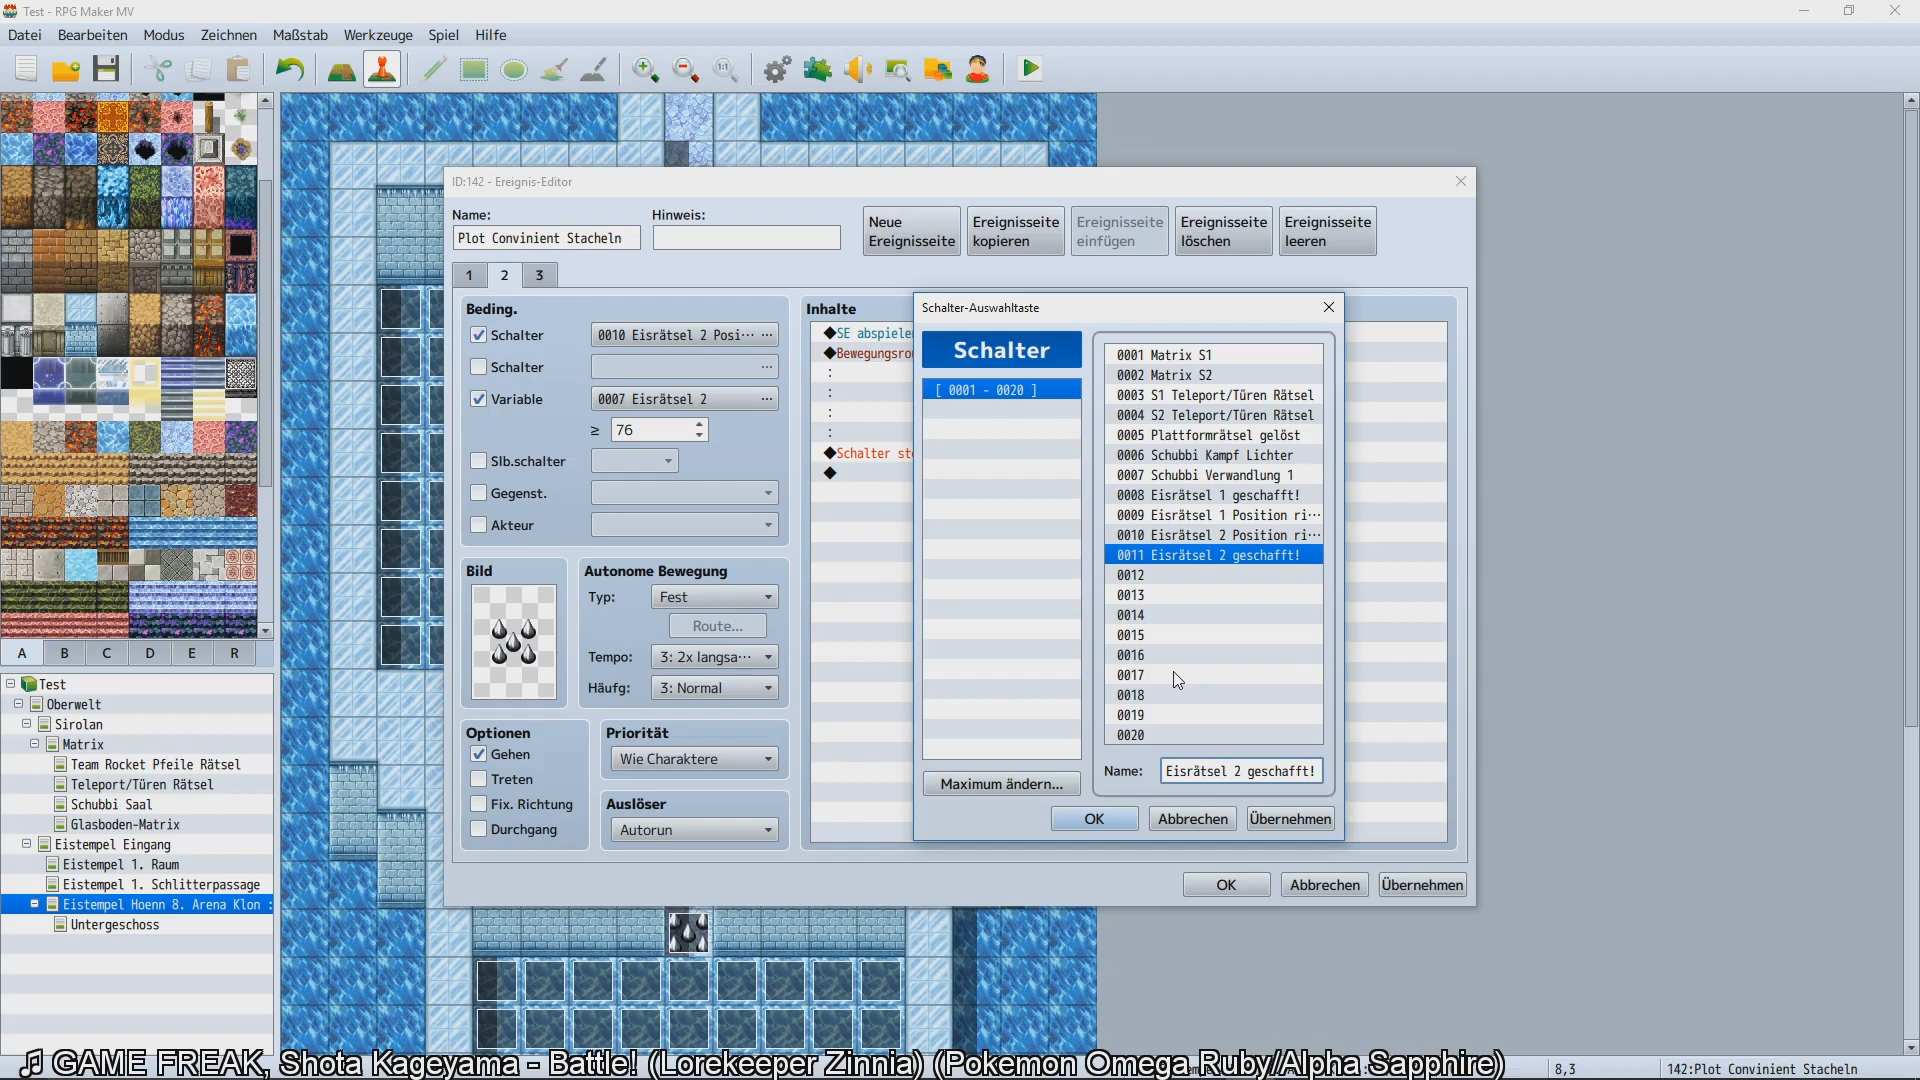 Test - RPG Maker MV
Datei Bearbeiten Modus Zeichnen Maßstab Werkzeuge Spiel Hilfe
1:1
ID:142 - Ereignis-Editor
Name:
Plot Convinient Stacheln
Hinweis:
Neue Ereignisseite
Ereignisseite kopieren
Ereignisseite einfügen
Ereignisseite löschen
Ereignisseite leeren
1 2 3
Beding.
Schalter 0010 Eisrätsel 2 Posi··· ...
Schalter ...
Variable 0007 Eisrätsel 2 ...
≥ 76
Slb.schalter
Gegenst.
Akteur
Bild
Autonome Bewegung
Typ: Fest
Route...
Tempo: 3: 2x langsa···
Häufg: 3: Normal
Optionen
Gehen
Treten
Fix. Richtung
Durchgang
Priorität
Wie Charaktere
Auslöser
Autorun
Inhalte
◆SE abspielen
◆Bewegungsrou
:
:
:
:
◆Schalter ste
◆
Schalter-Auswahltaste
Schalter
[ 0001 - 0020 ]
Maximum ändern...
0001 Matrix S1
0002 Matrix S2
0003 S1 Teleport/Türen Rätsel
0004 S2 Teleport/Türen Rätsel
0005 Plattformrätsel gelöst
0006 Schubbi Kampf Lichter
0007 Schubbi Verwandlung 1
0008 Eisrätsel 1 geschafft!
0009 Eisrätsel 1 Position ri···
0010 Eisrätsel 2 Position ri···
0011 Eisrätsel 2 geschafft!
0012
0013
0014
0015
0016
0017
0018
0019
0020
Name: Eisrätsel 2 geschafft!
OK Abbrechen Übernehmen
OK Abbrechen Übernehmen
A B C D E R
Test
Oberwelt
Sirolan
Matrix
Team Rocket Pfeile Rätsel
Teleport/Türen Rätsel
Schubbi Saal
Glasboden-Matrix
Eistempel Eingang
Eistempel 1. Raum
Eistempel 1. Schlitterpassage
Eistempel Hoenn 8. Arena Klon :
Untergeschoss
♫ GAME FREAK, Shota Kageyama - Battle! (Lorekeeper Zinnia) (Pokemon Omega Ruby/Alpha Sapphire)
8,3
142:Plot Convinient Stacheln